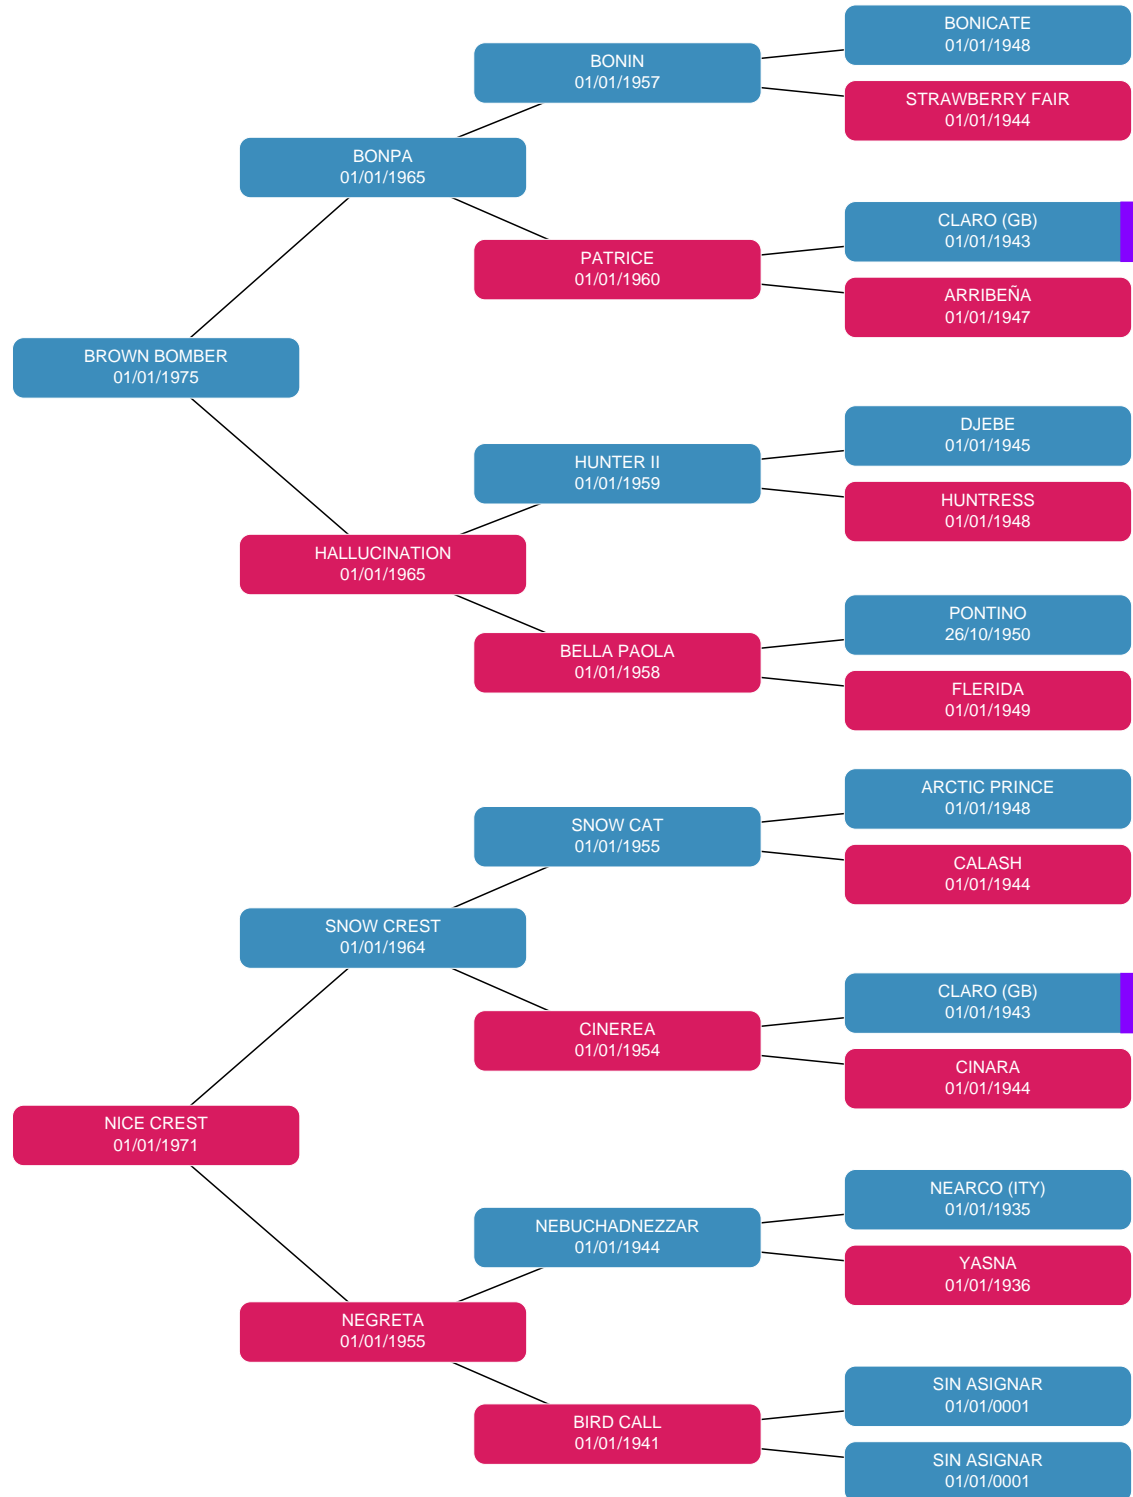 BONICATE
01/01/1948
BONIN
01/01/1957
STRAWBERRY FAIR
01/01/1944
BONPA
01/01/1965
CLARO (GB)
01/01/1943
PATRICE
01/01/1960
ARRIBEÑA
01/01/1947
BROWN BOMBER
01/01/1975
DJEBE
01/01/1945
HUNTER II
01/01/1959
HUNTRESS
01/01/1948
HALLUCINATION
01/01/1965
PONTINO
26/10/1950
BELLA PAOLA
01/01/1958
FLERIDA
01/01/1949
ARCTIC PRINCE
01/01/1948
SNOW CAT
01/01/1955
CALASH
01/01/1944
SNOW CREST
01/01/1964
CLARO (GB)
01/01/1943
CINEREA
01/01/1954
CINARA
01/01/1944
NICE CREST
01/01/1971
NEARCO (ITY)
01/01/1935
NEBUCHADNEZZAR
01/01/1944
YASNA
01/01/1936
NEGRETA
01/01/1955
SIN ASIGNAR
01/01/0001
BIRD CALL
01/01/1941
SIN ASIGNAR
01/01/0001